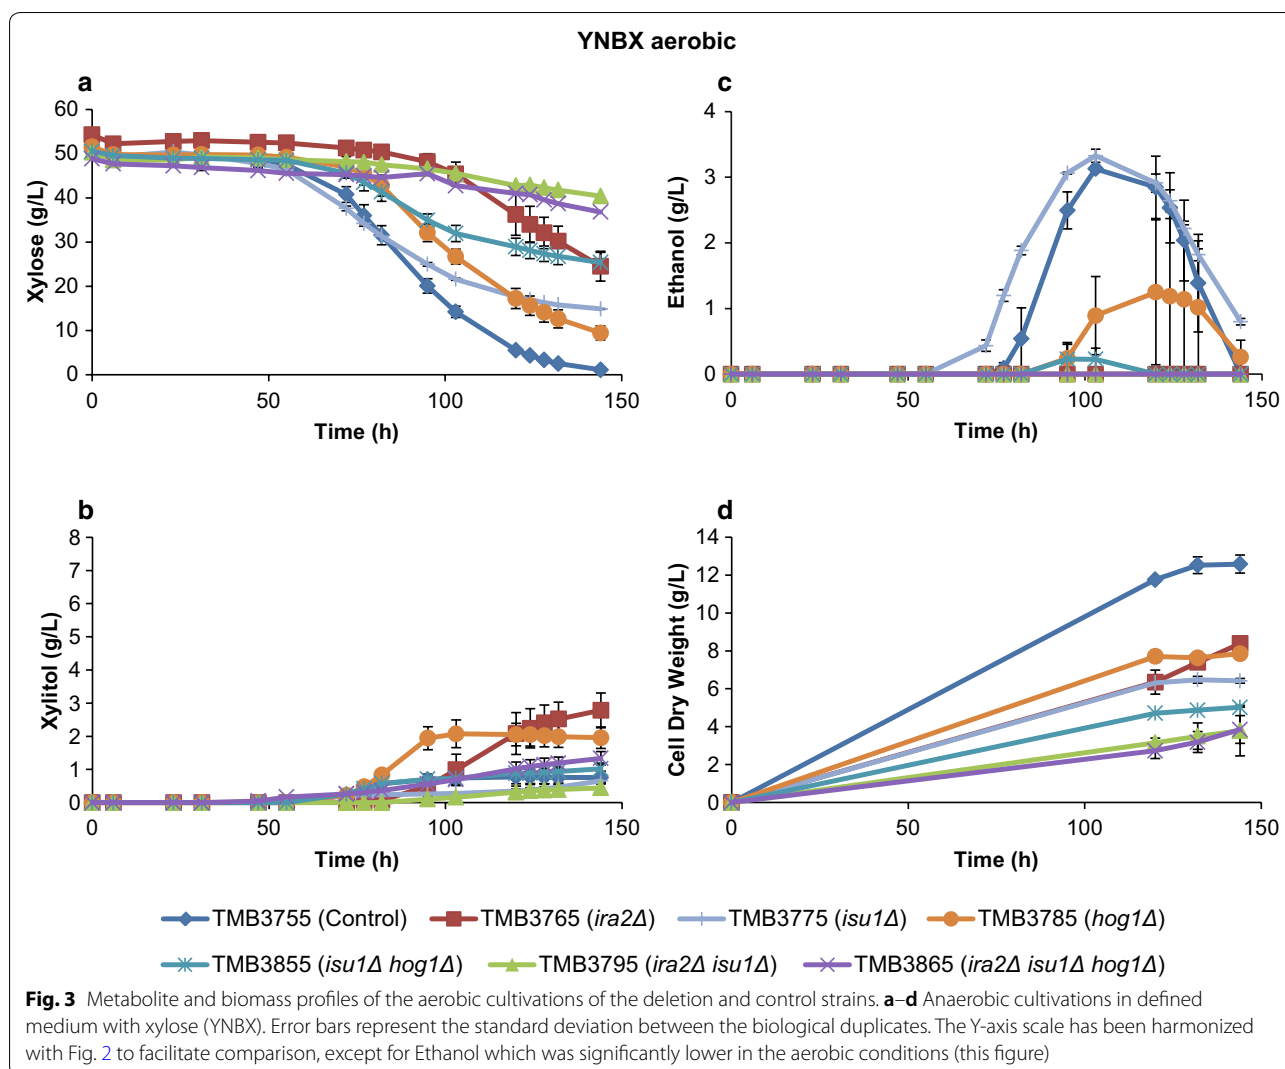 YNBX aerobic
a
60
50
40
30
20
10
0
Xylose (g/L)
0 50 100 150
Time (h)
c
4
3
2
1
0
Ethanol (g/L)
0 50 100 150
Time (h)
b
8
7
6
5
4
3
2
1
0
Xylitol (g/L)
0 50 100 150
Time (h)
d
14
12
10
8
6
4
2
0
Cell Dry Weight (g/L)
0 50 100 150
Time (h)
TMB3755 (Control) TMB3765 (ira2Δ) TMB3775 (isu1Δ) TMB3785 (hog1Δ)
TMB3855 (isu1Δ hog1Δ) TMB3795 (ira2Δ isu1Δ) TMB3865 (ira2Δ isu1Δ hog1Δ)
Fig. 3 Metabolite and biomass profiles of the aerobic cultivations of the deletion and control strains. a–d Anaerobic cultivations in defined
medium with xylose (YNBX). Error bars represent the standard deviation between the biological duplicates. The Y-axis scale has been harmonized
with Fig. 2 to facilitate comparison, except for Ethanol which was significantly lower in the aerobic conditions (this figure)